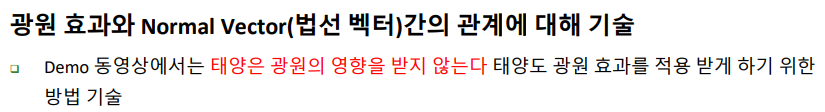 광원 효과와 Normal Vector(법선 벡터)간의 관계에 대해 기술
Demo 동영상에서는 태양은 광원의 영향을 받지 않는다 태양도 광원 효과를 적용 받게 하기 위한
방법 기술